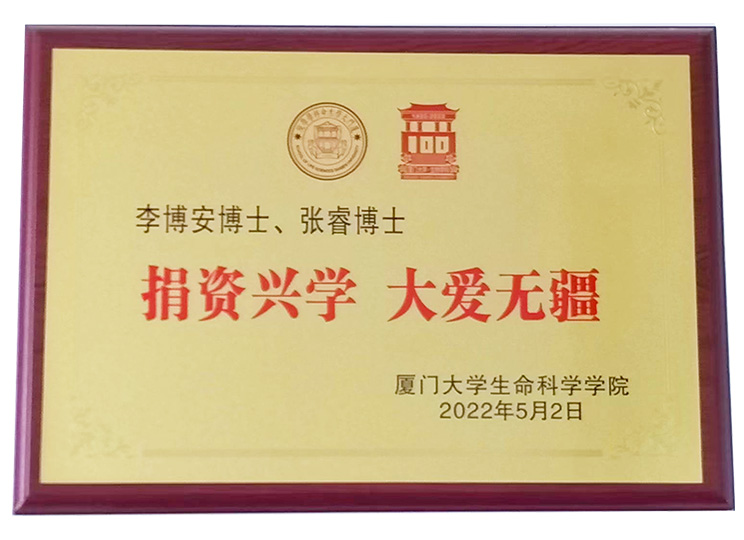 100
李博安博士、张睿博士
捐资兴学 大爱无疆
厦门大学生命科学学院
2022年5月2日